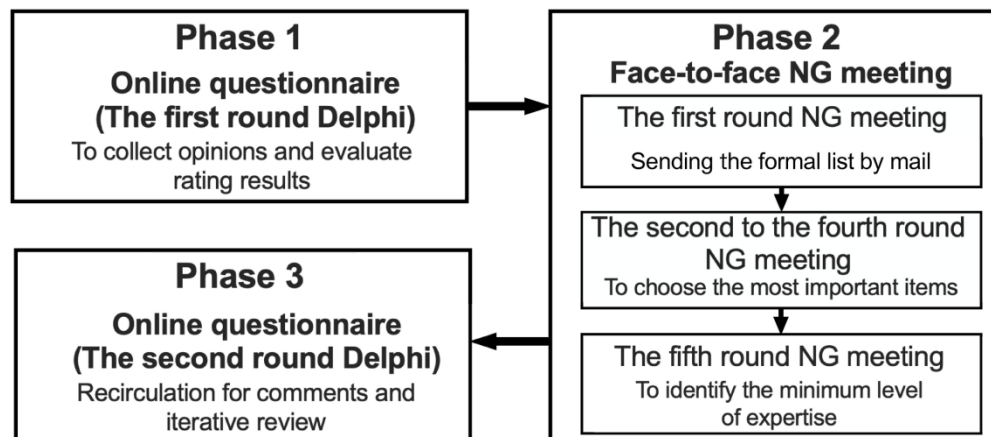 Phase 1
Online questionnaire
(The first round Delphi)
To collect opinions and evaluate
rating results
Phase 2
Face-to-face NG meeting
The first round NG meeting
Sending the formal list by mail
The second to the fourth round
NG meeting
To choose the most important items
The fifth round NG meeting
To identify the minimum level
of expertise
Phase 3
Online questionnaire
(The second round Delphi)
Recirculation for comments and
iterative review